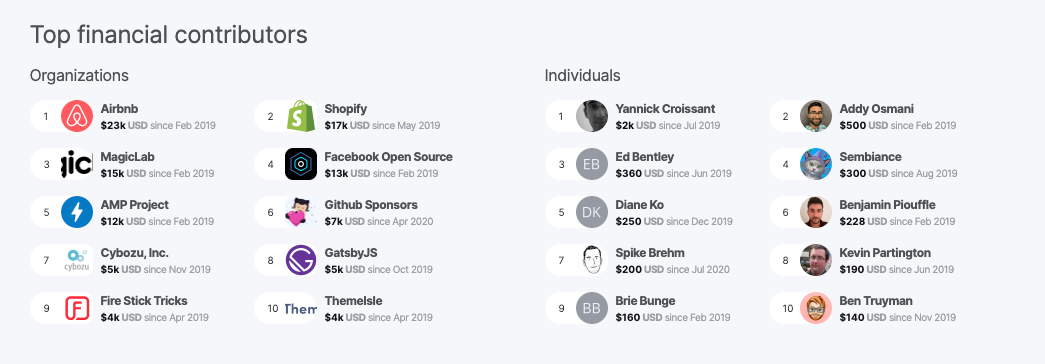 Top financial contributors
Organizations
1
Airbnb
$23k USD since Feb 2019
2
Shopify
$17k USD since May 2019
3
jic
MagicLab
$15k USD since Feb 2019
4
Facebook Open Source
$13k USD since Feb 2019
5
AMP Project
$12k USD since Feb 2019
6
Github Sponsors
$7k USD since Apr 2020
7
cybozu
Cybozu, Inc.
$5k USD since Nov 2019
8
GatsbyJS
$5k USD since Oct 2019
9
Fire Stick Tricks
$4k USD since Apr 2019
10
Them
ThemeIsle
$4k USD since Apr 2019
Individuals
1
Yannick Croissant
$2k USD since Jul 2019
2
Addy Osmani
$500 USD since Feb 2019
3
EB
Ed Bentley
$360 USD since Jun 2019
4
Sembiance
$300 USD since Aug 2019
5
DK
Diane Ko
$250 USD since Dec 2019
6
Benjamin Piouffle
$228 USD since Feb 2019
7
Spike Brehm
$200 USD since Jul 2020
8
Kevin Partington
$190 USD since Jun 2019
9
BB
Brie Bunge
$160 USD since Feb 2019
10
Ben Truyman
$140 USD since Nov 2019